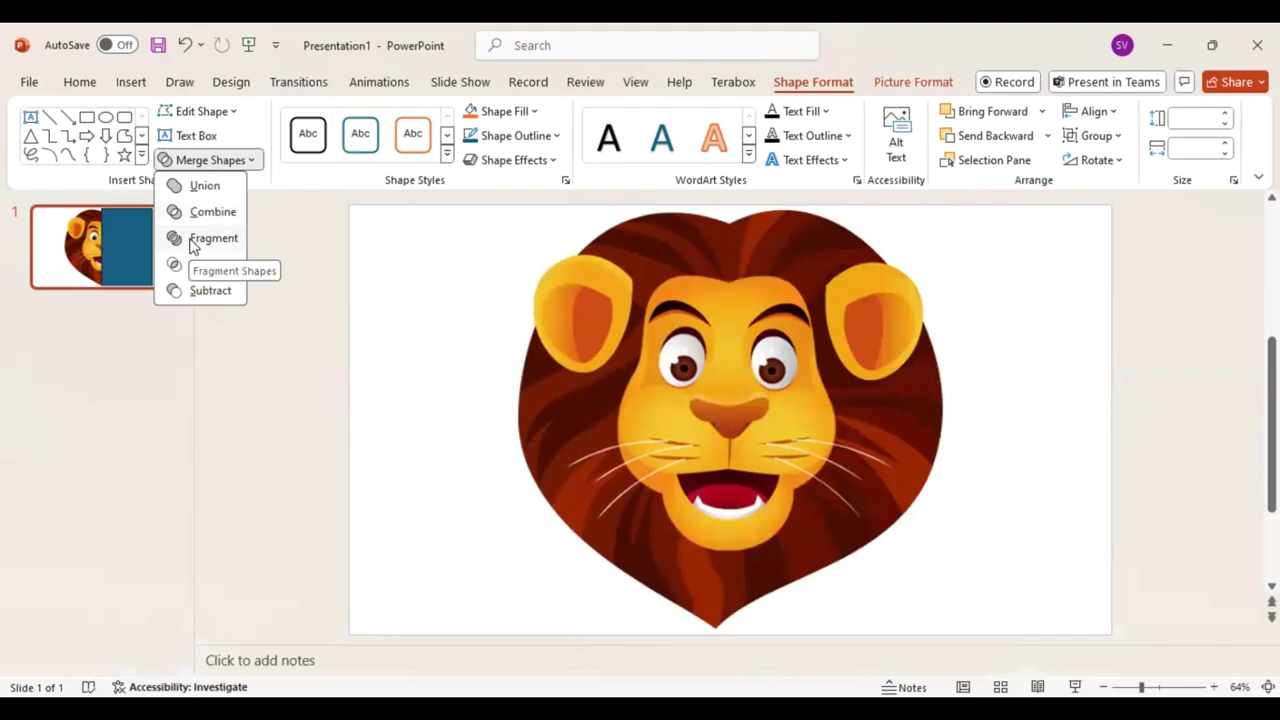 AutoSave Off Presentation1 - PowerPoint Search SV
File Home Insert Draw Design Transitions Animations Slide Show Record Review View Help Terabox Shape Format Picture Format Record Present in Teams Share
Edit Shape
Text Box
Merge Shapes
Insert Sha
Abc Abc Abc
Shape Fill
Shape Outline
Shape Effects
Shape Styles
A A A
Text Fill
Text Outline
Text Effects
WordArt Styles
Alt
Text
Accessibility
Bring Forward
Send Backward
Selection Pane
Align
Group
Rotate
Arrange
Size
Union
Combine
Fragment
Fragment Shapes
Subtract
1
Click to add notes
Slide 1 of 1 Accessibility: Investigate Notes 64%